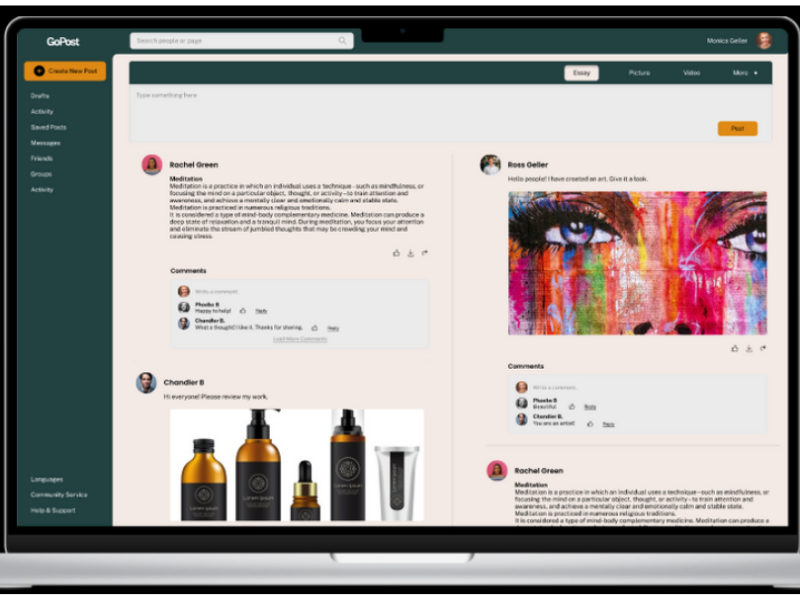 GoPost
Search people or page
Monica Geller
Create New Post
Drafts
Activity
Saved Posts
Messages
Friends
Groups
Activity
Languages
Community Service
Help & Support
Essay
Picture
Video
More
Type something here
Post
Rachel Green
Meditation
Meditation is a practice in which an individual uses a technique - such as mindfulness, or
focusing the mind on a particular object, thought, or activity - to train attention and
awareness, and achieve a mentally clear and emotionally calm and stable state.
Meditation is practiced in numerous religious traditions.
It is considered a type of mind-body complementary medicine. Meditation can produce a
deep state of relaxation and a tranquil mind. During meditation, you focus your attention
and eliminate the stream of jumbled thoughts that may be crowding your mind and
causing stress.
Comments
Write a comment.
Phoebe B
Happy to help!
Reply
Chandler B.
What a thought! I like it. Thanks for sharing.
Reply
Load More Comments
Chandler B
Hi everyone! Please review my work.
Lorem Ipsum
Lorem Ipsum
Lorem Ipsum
Ross Geller
Hello people! I have created an art. Give it a look.
Comments
Write a comment.
Phoebe B
Beautiful
Reply
Chandler B.
You are an artist!
Reply
Rachel Green
Meditation
Meditation is a practice in which an individual uses a technique - such as mindfulness, or
focusing the mind on a particular object, thought, or activity - to train attention and
awareness, and achieve a mentally clear and emotionally calm and stable state.
Meditation is practiced in numerous religious traditions.
It is considered a type of mind-body complementary medicine. Meditation can produce a